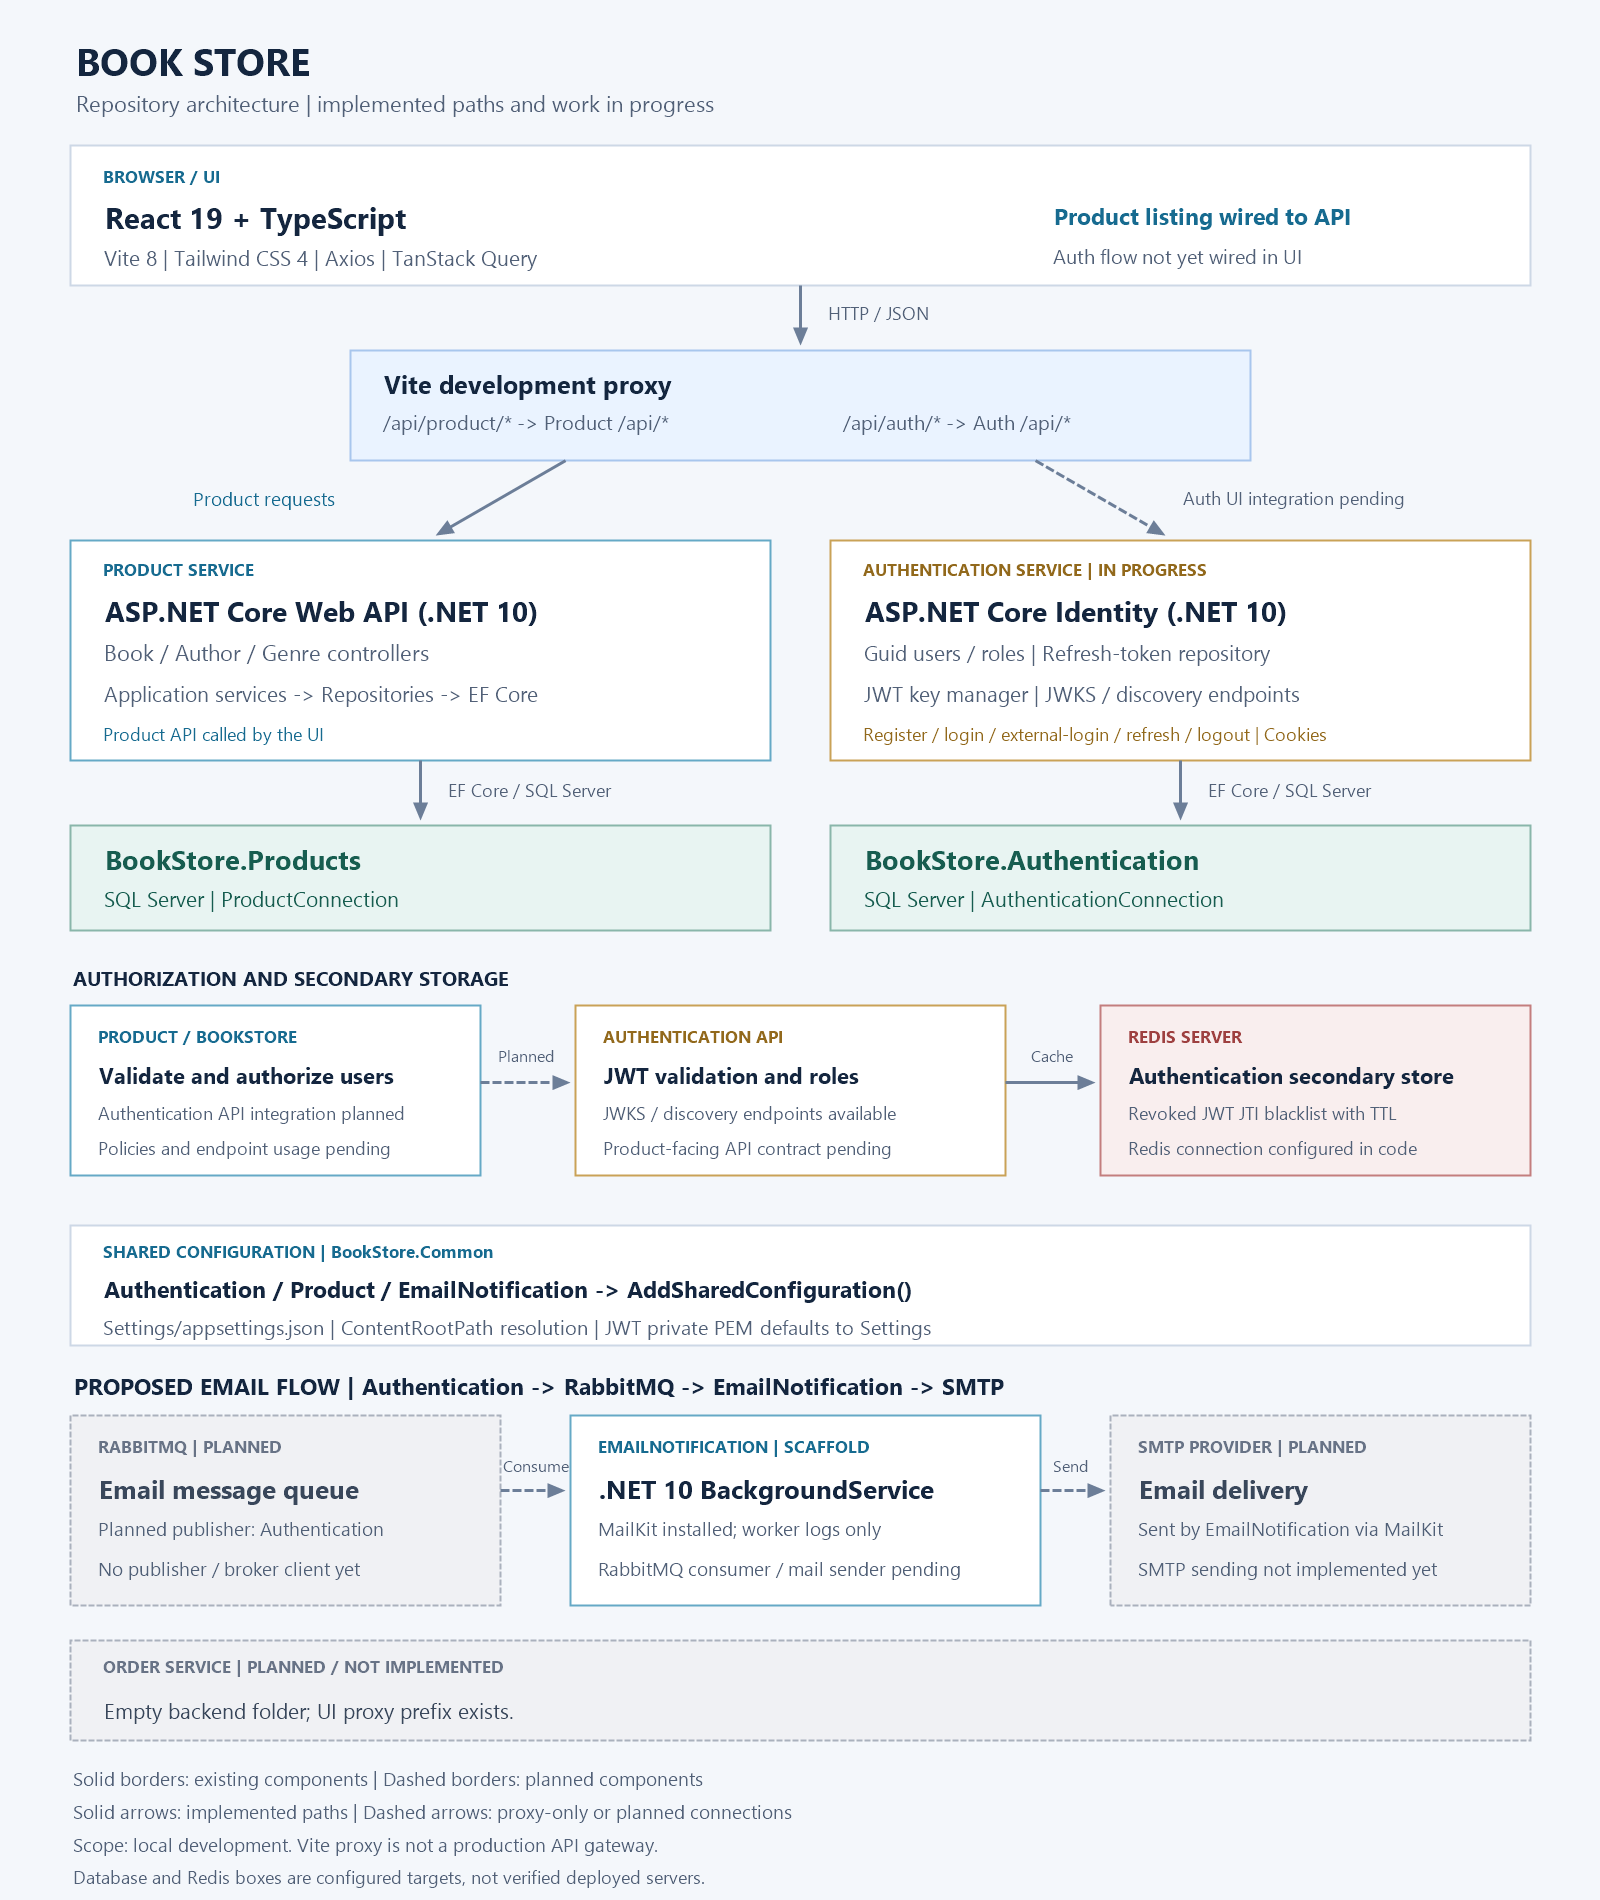 BOOK STORE
Repository architecture | implemented paths and work in progress
BROWSER / UI
React 19 + TypeScript
Vite 8 | Tailwind CSS 4 | Axios | TanStack Query
Product listing wired to API
Auth flow not yet wired in UI
HTTP / JSON
Vite development proxy
/api/product/* -> Product /api/*
/api/auth/* -> Auth /api/*
Product requests
Auth UI integration pending
PRODUCT SERVICE
ASP.NET Core Web API (.NET 10)
Book / Author / Genre controllers
Application services -> Repositories -> EF Core
Product API called by the UI
AUTHENTICATION SERVICE | IN PROGRESS
ASP.NET Core Identity (.NET 10)
Guid users / roles | Refresh-token repository
JWT key manager | JWKS / discovery endpoints
Register / login / external-login / refresh / logout | Cookies
EF Core / SQL Server
EF Core / SQL Server
BookStore.Products
SQL Server | ProductConnection
BookStore.Authentication
SQL Server | AuthenticationConnection
AUTHORIZATION AND SECONDARY STORAGE
PRODUCT / BOOKSTORE
Validate and authorize users
Authentication API integration planned
Policies and endpoint usage pending
Planned
AUTHENTICATION API
JWT validation and roles
JWKS / discovery endpoints available
Product-facing API contract pending
Cache
REDIS SERVER
Authentication secondary store
Revoked JWT JTI blacklist with TTL
Redis connection configured in code
SHARED CONFIGURATION | BookStore.Common
Authentication / Product / EmailNotification -> AddSharedConfiguration()
Settings/appsettings.json | ContentRootPath resolution | JWT private PEM defaults to Settings
PROPOSED EMAIL FLOW | Authentication -> RabbitMQ -> EmailNotification -> SMTP
RABBITMQ | PLANNED
Email message queue
Planned publisher: Authentication
No publisher / broker client yet
Consume
EMAILNOTIFICATION | SCAFFOLD
.NET 10 BackgroundService
MailKit installed; worker logs only
RabbitMQ consumer / mail sender pending
Send
SMTP PROVIDER | PLANNED
Email delivery
Sent by EmailNotification via MailKit
SMTP sending not implemented yet
ORDER SERVICE | PLANNED / NOT IMPLEMENTED
Empty backend folder; UI proxy prefix exists.
Solid borders: existing components | Dashed borders: planned components
Solid arrows: implemented paths | Dashed arrows: proxy-only or planned connections
Scope: local development. Vite proxy is not a production API gateway.
Database and Redis boxes are configured targets, not verified deployed servers.